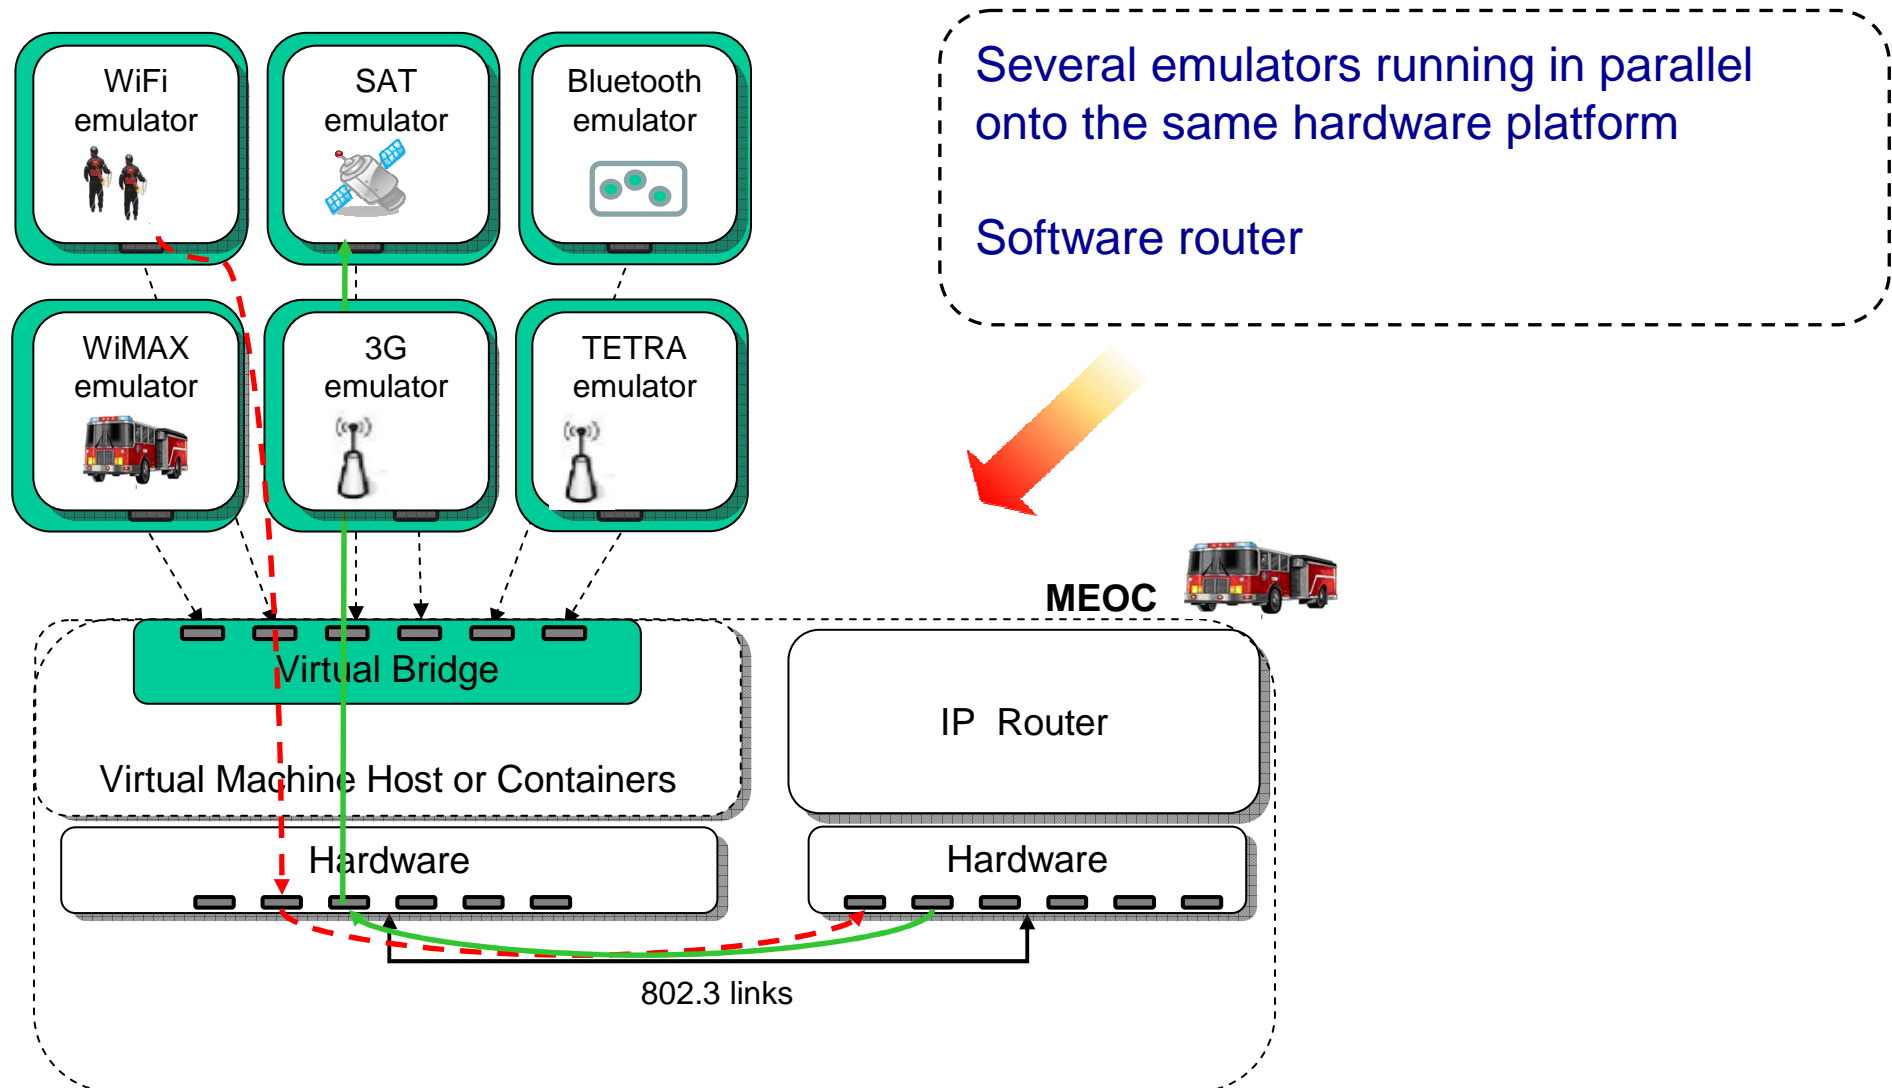 WiFi
emulator
SAT
emulator
Bluetooth
emulator
Several emulators running in parallel
onto the same hardware platform
Software router
WiMAX
emulator
3G
emulator
TETRA
emulator
MEOC
Virtual Bridge
IP Router
Virtual Machine Host or Containers
Hardware
Hardware
802.3 links